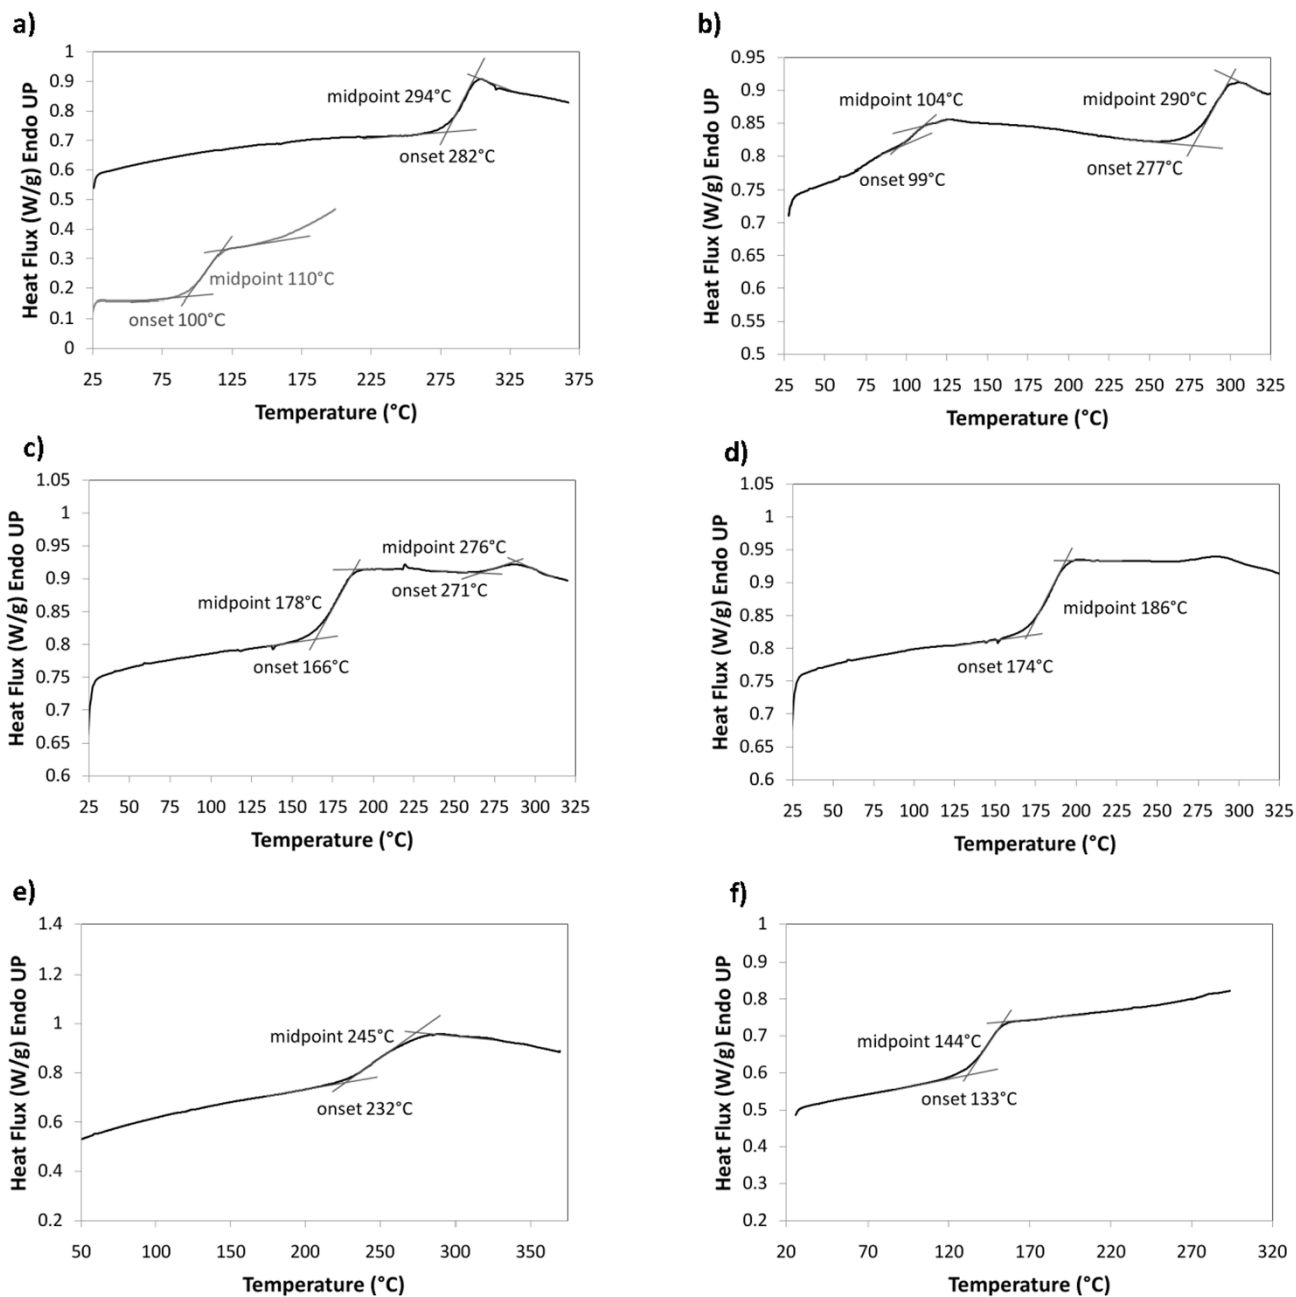 a)
1
0.9
0.8
0.7
0.6
0.5
0.4
0.3
0.2
0.1
0
Heat Flux (W/g) Endo UP
midpoint 294°C
onset 282°C
midpoint 110°C
onset 100°C
25 75 125 175 225 275 325 375
Temperature (°C)
b)
0.95
0.9
0.85
0.8
0.75
0.7
0.65
0.6
0.55
0.5
Heat Flux (W/g) Endo UP
midpoint 104°C
midpoint 290°C
onset 99°C
onset 277°C
25 50 75 100 125 150 175 200 225 250 275 300 325
Temperature (°C)
c)
1.05
1
0.95
0.9
0.85
0.8
0.75
0.7
0.65
0.6
Heat Flux (W/g) Endo UP
midpoint 276°C
onset 271°C
midpoint 178°C
onset 166°C
25 50 75 100 125 150 175 200 225 250 275 300 325
Temperature (°C)
d)
1.05
1
0.95
0.9
0.85
0.8
0.75
0.7
0.65
0.6
Heat Flux (W/g) Endo UP
midpoint 186°C
onset 174°C
25 50 75 100 125 150 175 200 225 250 275 300 325
Temperature (°C)
e)
1.4
1.2
1
0.8
0.6
0.4
0.2
Heat Flux (W/g) Endo UP
midpoint 245°C
onset 232°C
50 100 150 200 250 300 350
Temperature (°C)
f)
1
0.9
0.8
0.7
0.6
0.5
0.4
0.3
0.2
Heat Flux (W/g) Endo UP
midpoint 144°C
onset 133°C
20 70 120 170 220 270 320
Temperature (°C)